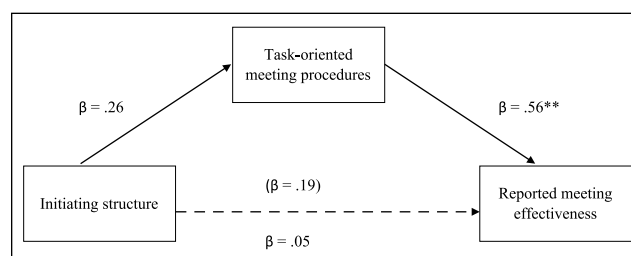 Task-oriented
meeting procedures
β = .26
β = .56**
Initiating structure
(β = .19)
β = .05
Reported meeting
effectiveness